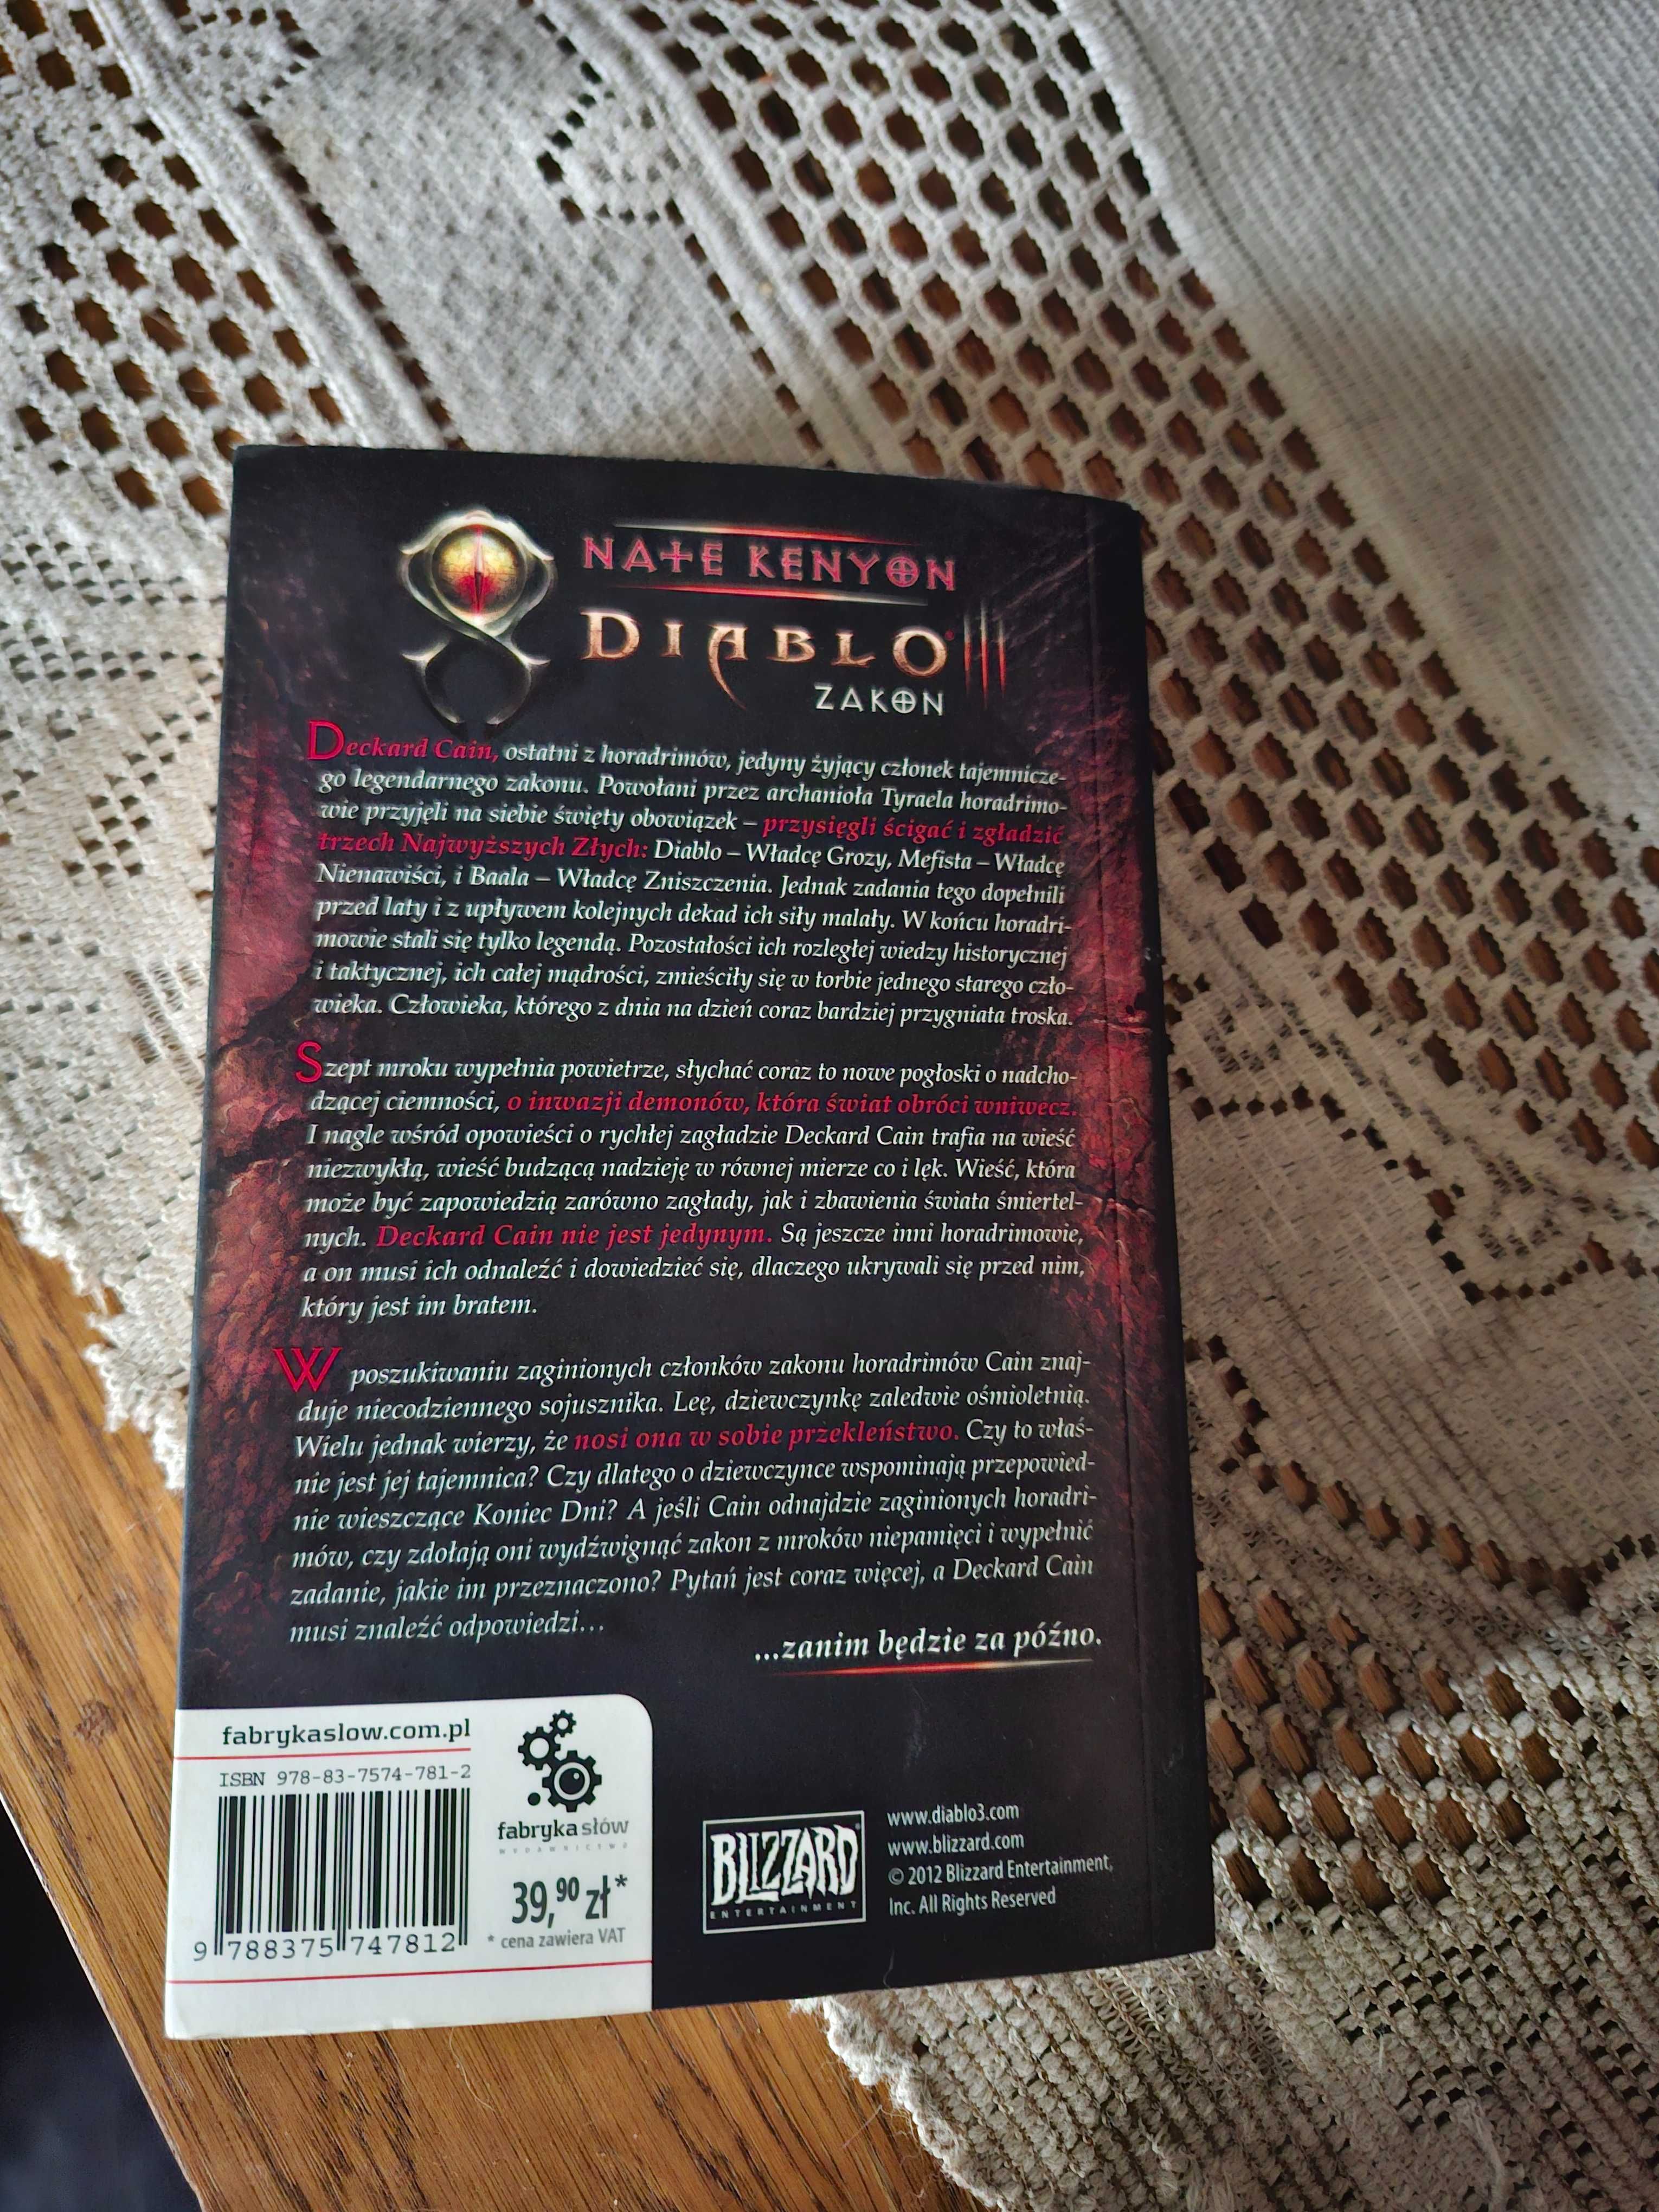 NATE KENYON
DIABLO III
ZAKON
Deckard Cain, ostatni z horadrimów, jedyny żyjący członek tajemnicze-
go legendarnego zakonu. Powołani przez archanioła Tyraela horadrimo-
wie przyjęli na siebie święty obowiązek – przysięgli ścigać i zgładzić
trzech Najwyższych Złych: Diablo – Władcę Grozy, Mefista – Władcę
Nienawiści, i Baala – Władcę Zniszczenia. Jednak zadania tego dopełnili
przed laty i z upływem kolejnych dekad ich siły malały. W końcu horadri-
mowie stali się tylko legendą. Pozostałości ich rozległej wiedzy historycznej
i taktycznej, ich całej mądrości, zmieściły się w torbie jednego starego czło-
wieka. Człowieka, którego z dnia na dzień coraz bardziej przygniata troska.
Szept mroku wypełnia powietrze, słychać coraz to nowe pogłoski o nadcho-
dzącej ciemności, o inwazji demonów, która świat obróci wniwecz.
I nagle wśród opowieści o rychłej zagładzie Deckard Cain trafia na wieść
niezwykłą, wieść budzącą nadzieję w równej mierze co i lęk. Wieść, która
może być zapowiedzią zarówno zagłady, jak i zbawienia świata śmiertel-
nych. Deckard Cain nie jest jedynym. Są jeszcze inni horadrimowie,
a on musi ich odnaleźć i dowiedzieć się, dlaczego ukrywali się przed nim,
który jest im bratem.
W poszukiwaniu zaginionych członków zakonu horadrimów Cain znaj-
duje niecodziennego sojusznika. Leę, dziewczynkę zaledwie ośmioletnią.
Wielu jednak wierzy, że nosi ona w sobie przekleństwo. Czy to właś-
nie jest jej tajemnica? Czy dlatego o dziewczynce wspominają przepowied-
nie wieszczące Koniec Dni? A jeśli Cain odnajdzie zaginionych horadri-
mów, czy zdołają oni wydźwignąć zakon z mroków niepamięci i wypełnić
zadanie, jakie im przeznaczono? Pytań jest coraz więcej, a Deckard Cain
musi znaleźć odpowiedzi...
...zanim będzie za późno.
fabrykaslow.com.pl
ISBN 978-83-7574-781-2
9 788375 747812
fabryka słów
WYDAWNICTWO
39,90 zł*
* cena zawiera VAT
BLIZZARD
ENTERTAINMENT
www.diablo3.com
www.blizzard.com
© 2012 Blizzard Entertainment,
Inc. All Rights Reserved